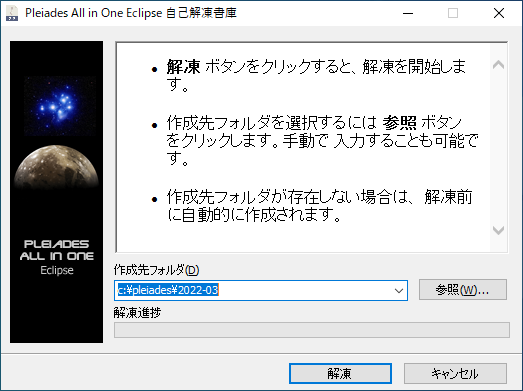 Pleiades All in One Eclipse 自己解凍書庫
• 解凍 ボタンをクリックすると、解凍を開始しま
す。
• 作成先フォルダを選択するには 参照 ボタン
をクリックします。手動で 入力することも可能で
す。
• 作成先フォルダが存在しない場合は、 解凍前
に自動的に作成されます。
PLEIADES
ALL IN ONE
Eclipse
作成先フォルダ(D)
c:¥pleiades¥2022-03
参照(W)...
解凍進捗
解凍
キャンセル